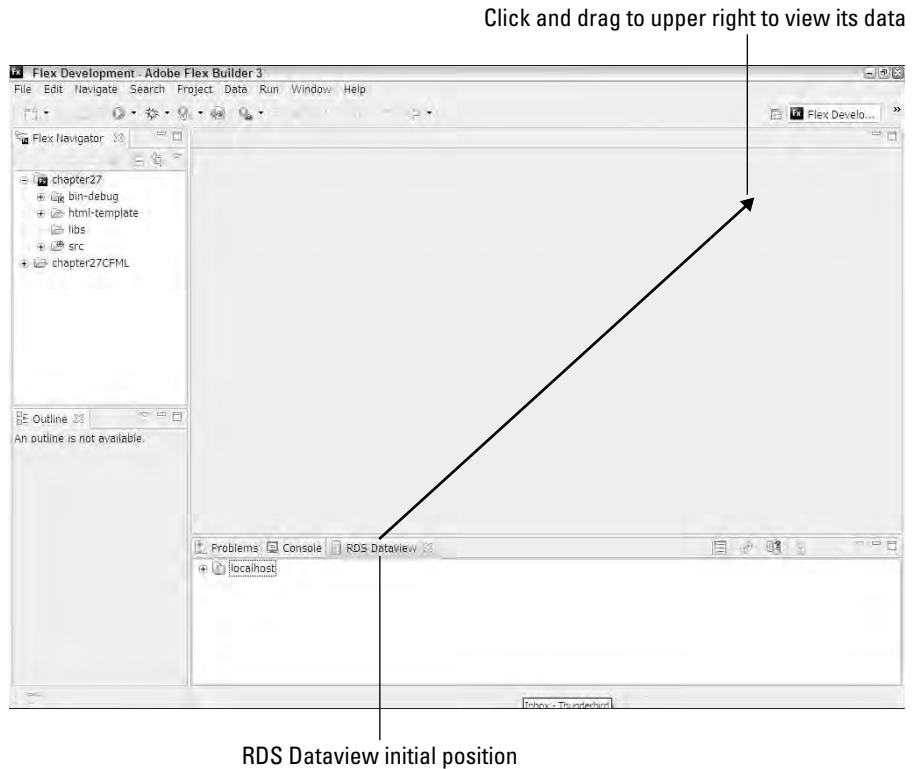 Click and drag to upper right to view its data
Fx Flex Development - Adobe Flex Builder 3
File Edit Navigate Search Project Data Run Window Help
Fx Flex Develo... »
Flex Navigator
chapter27
bin-debug
html-template
libs
src
chapter27CFML
Outline
An outline is not available.
Problems Console RDS Dataview
localhost
Inbox - Thunderbird
RDS Dataview initial position